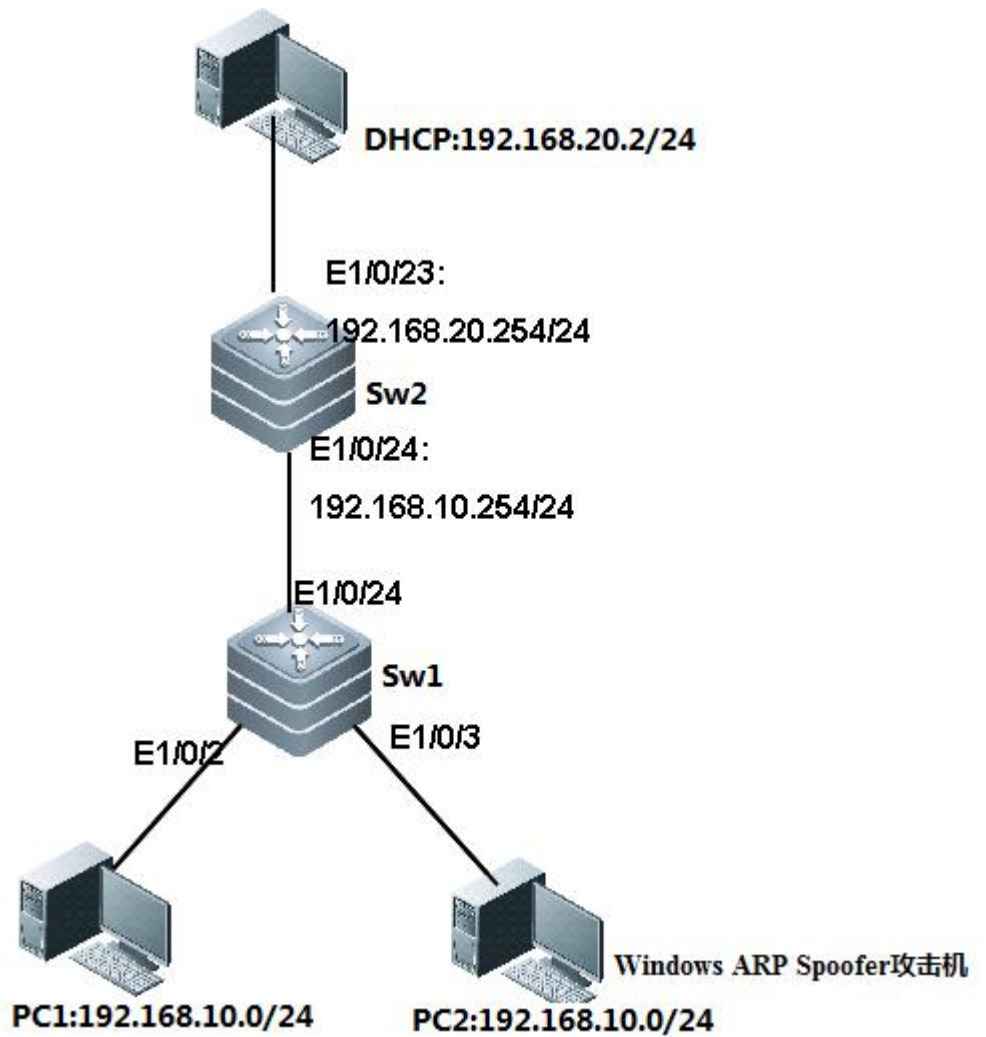 DHCP:192.168.20.2/24
E1/0/23:
192.168.20.254/24
Sw2
E1/0/24:
192.168.10.254/24
E1/0/24
Sw1
E1/0/2
E1/0/3
Windows ARP Spoofer攻击机
PC1:192.168.10.0/24
PC2:192.168.10.0/24